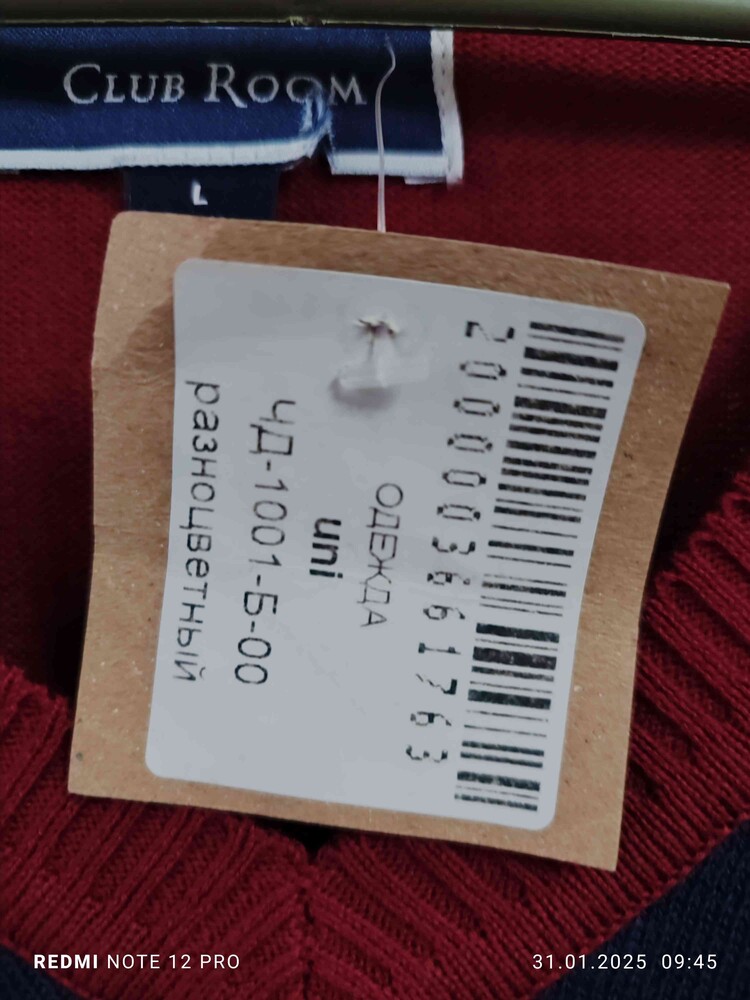 CLUB ROOM
L
2000003661763
ОДЕЖДА
uni
ЧД-1001-Б-00
разноцветный
REDMI NOTE 12 PRO
31.01.2025 09:45